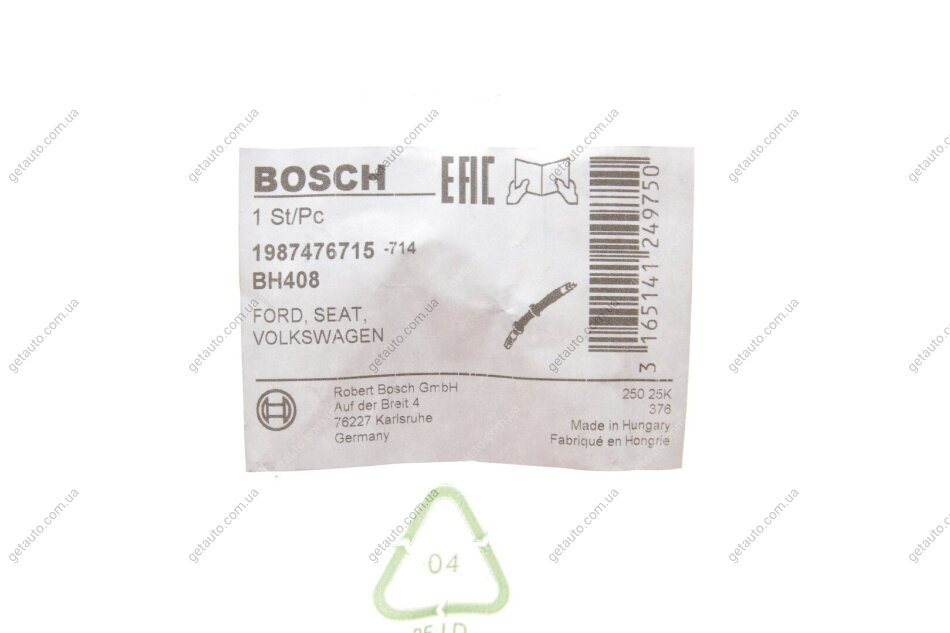 BOSCH
EAC
1 St/Pc
1987476715 -714
BH408
FORD, SEAT,
VOLKSWAGEN
3 165141 249750
Robert Bosch GmbH
Auf der Breit 4
76227 Karlsruhe
Germany
250 25K
376
Made in Hungary
Fabriqué en Hongrie
04
getauto.com.ua